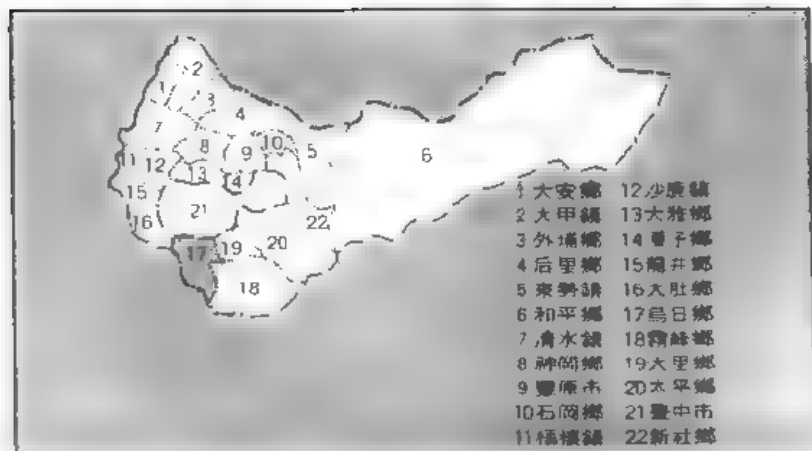 2
1
3
4
7
8
9
10
5
6
11
12
13
14
15
21
16
22
17
19
20
18
1 大安鄉 12 沙鹿鎮
2 大甲鎮 13 大雅鄉
3 外埔鄉 14 潭子鄉
4 后里鄉 15 龍井鄉
5 東勢鎮 16 大肚鄉
6 和平鄉 17 烏日鄉
7 清水鎮 18 霧峰鄉
8 神岡鄉 19 大里鄉
9 豐原市 20 太平鄉
10 石岡鄉 21 臺中市
11 梧棲鎮 22 新社鄉